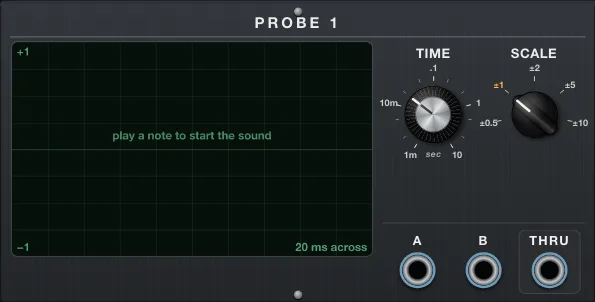 PROBE 1
+1
play a note to start the sound
−1
20 ms across
TIME
.1
10m
1
1m
sec
10
SCALE
±2
±1
±5
±0.5
±10
A
B
THRU